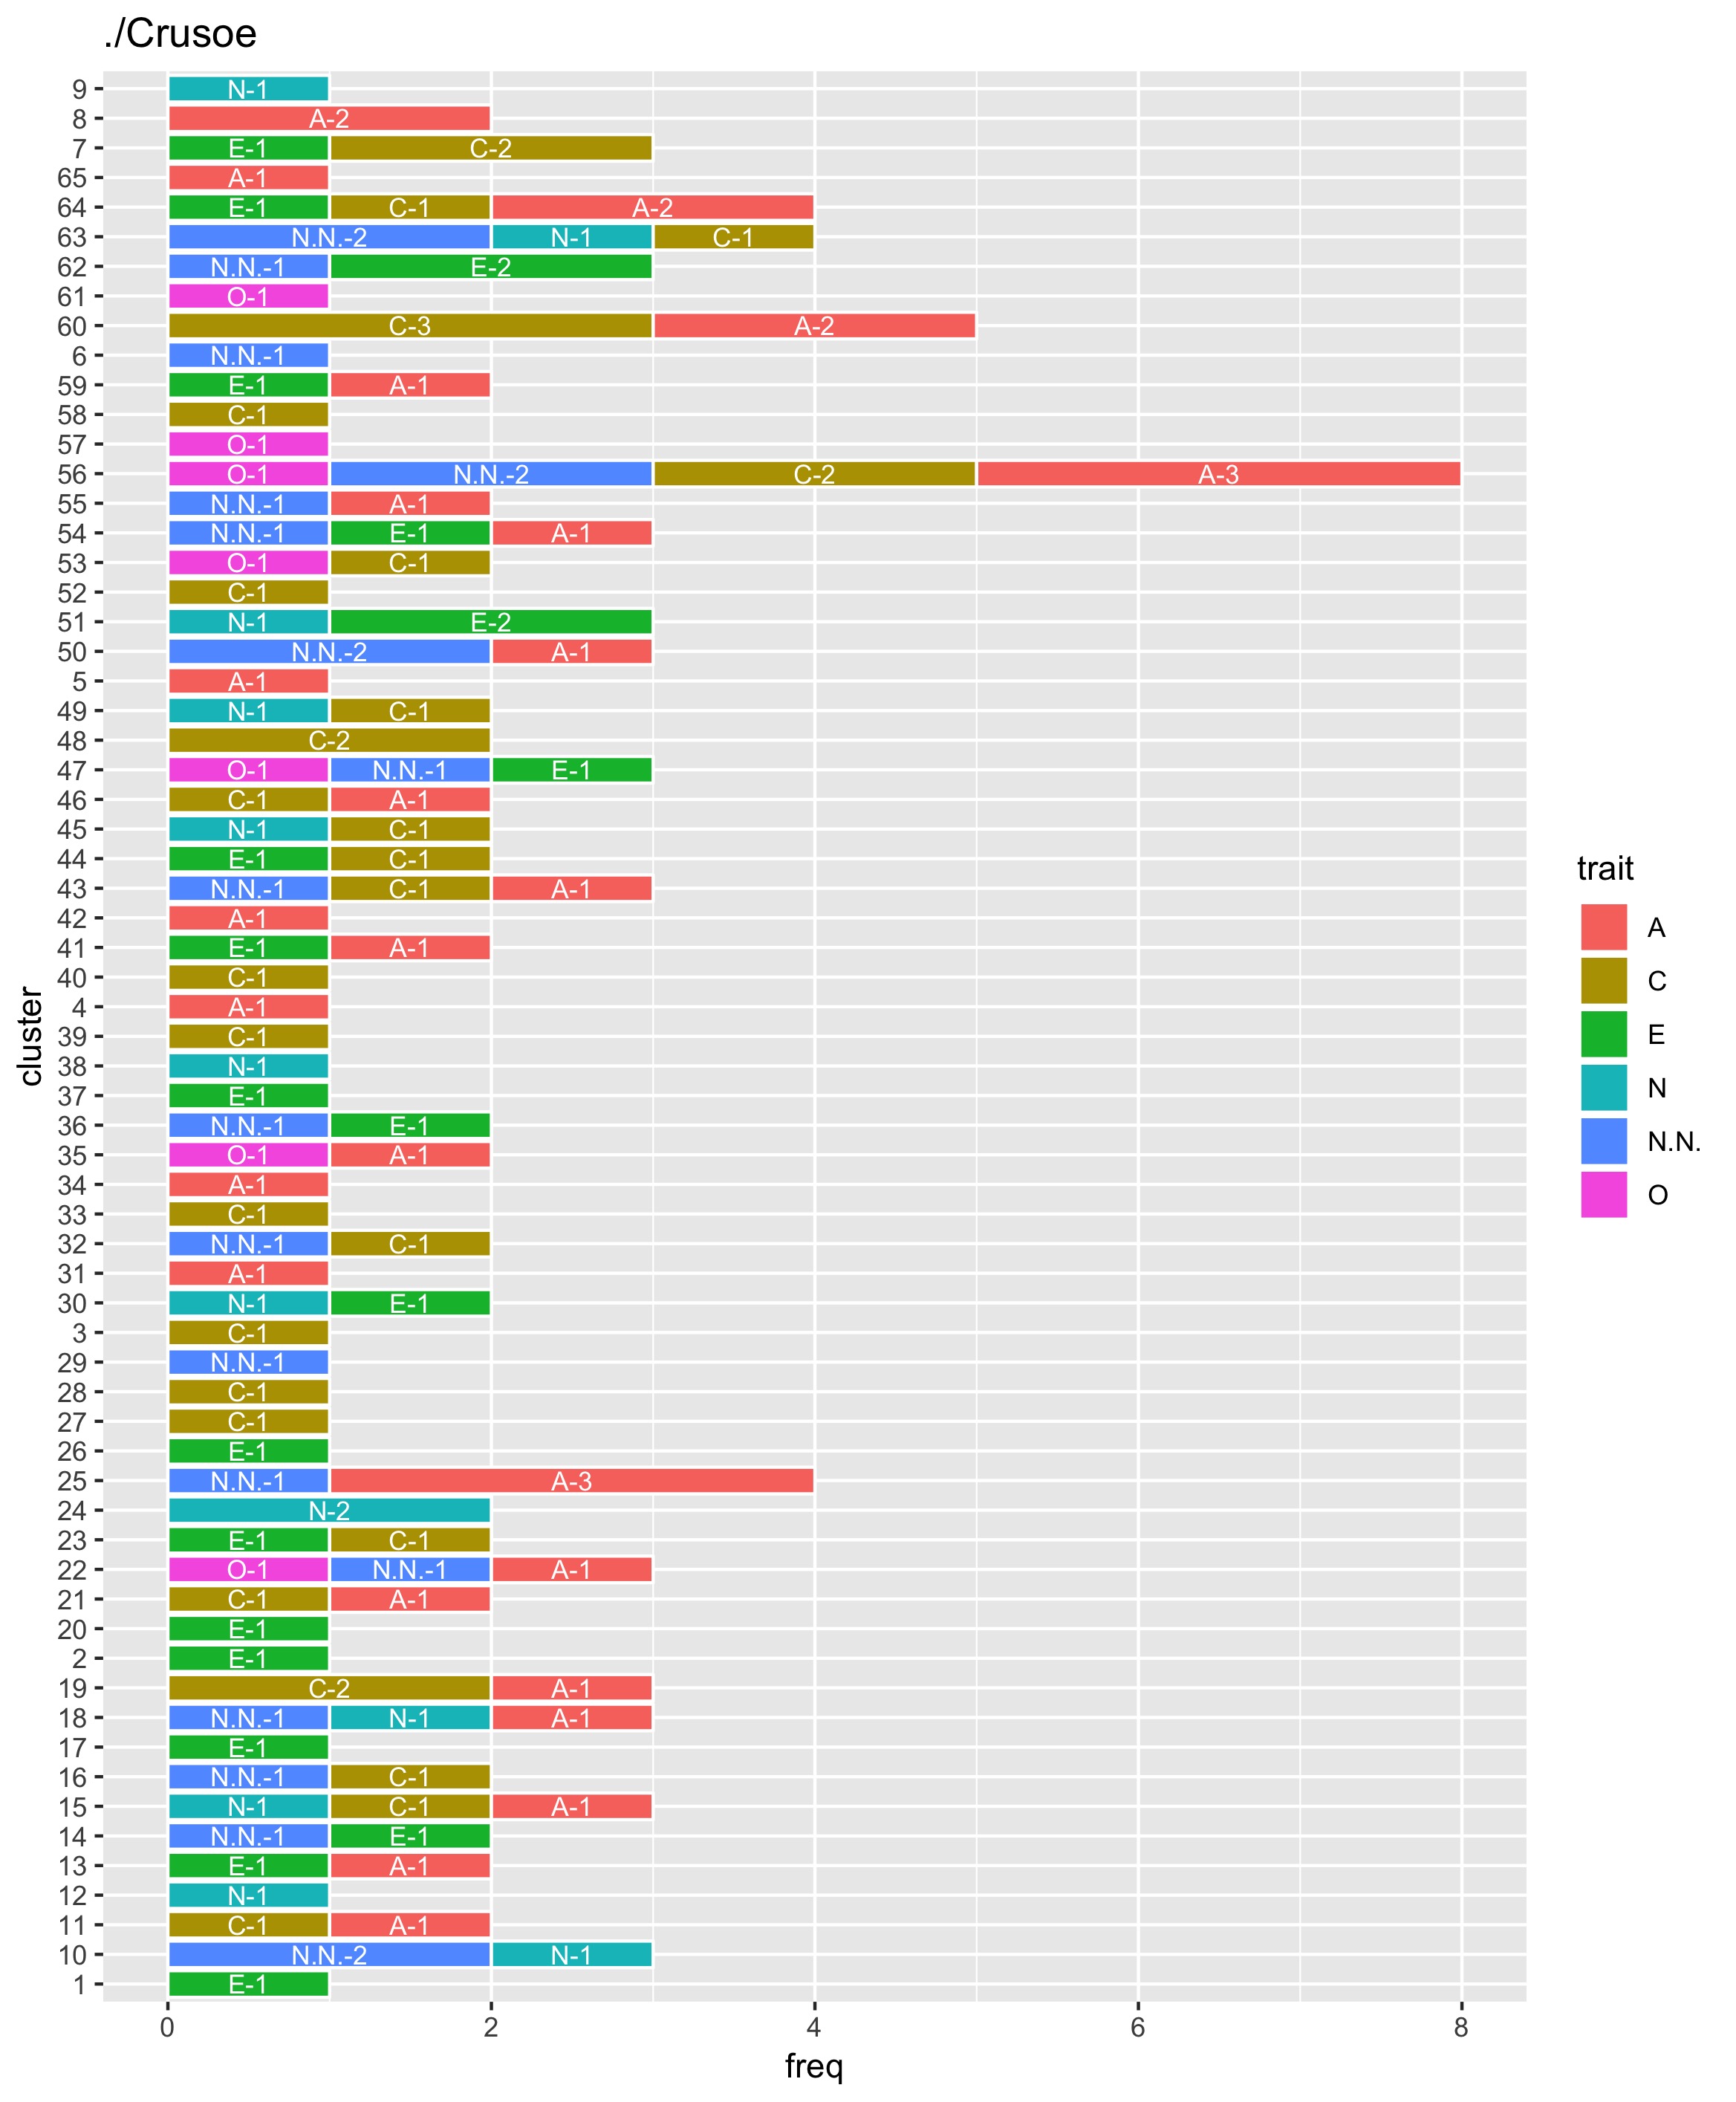 ./Crusoe
9 N-1
8 A-2
7 E-1 C-2
65 A-1
64 E-1 C-1 A-2
63 N.N.-2 N-1 C-1
62 N.N.-1 E-2
61 O-1
60 C-3 A-2
6 N.N.-1
59 E-1 A-1
58 C-1
57 O-1
56 O-1 N.N.-2 C-2 A-3
55 N.N.-1 A-1
54 N.N.-1 E-1 A-1
53 O-1 C-1
52 C-1
51 N-1 E-2
50 N.N.-2 A-1
5 A-1
49 N-1 C-1
48 C-2
47 O-1 N.N.-1 E-1
46 C-1 A-1
45 N-1 C-1
44 E-1 C-1
43 N.N.-1 C-1 A-1
42 A-1
41 E-1 A-1
40 C-1
4 A-1
39 C-1
38 N-1
37 E-1
36 N.N.-1 E-1
35 O-1 A-1
34 A-1
33 C-1
32 N.N.-1 C-1
31 A-1
30 N-1 E-1
3 C-1
29 N.N.-1
28 C-1
27 C-1
26 E-1
25 N.N.-1 A-3
24 N-2
23 E-1 C-1
22 O-1 N.N.-1 A-1
21 C-1 A-1
20 E-1
2 E-1
19 C-2 A-1
18 N.N.-1 N-1 A-1
17 E-1
16 N.N.-1 C-1
15 N-1 C-1 A-1
14 N.N.-1 E-1
13 E-1 A-1
12 N-1
11 C-1 A-1
10 N.N.-2 N-1
1 E-1
0 2 4 6 8
freq
cluster
trait
A
C
E
N
N.N.
O